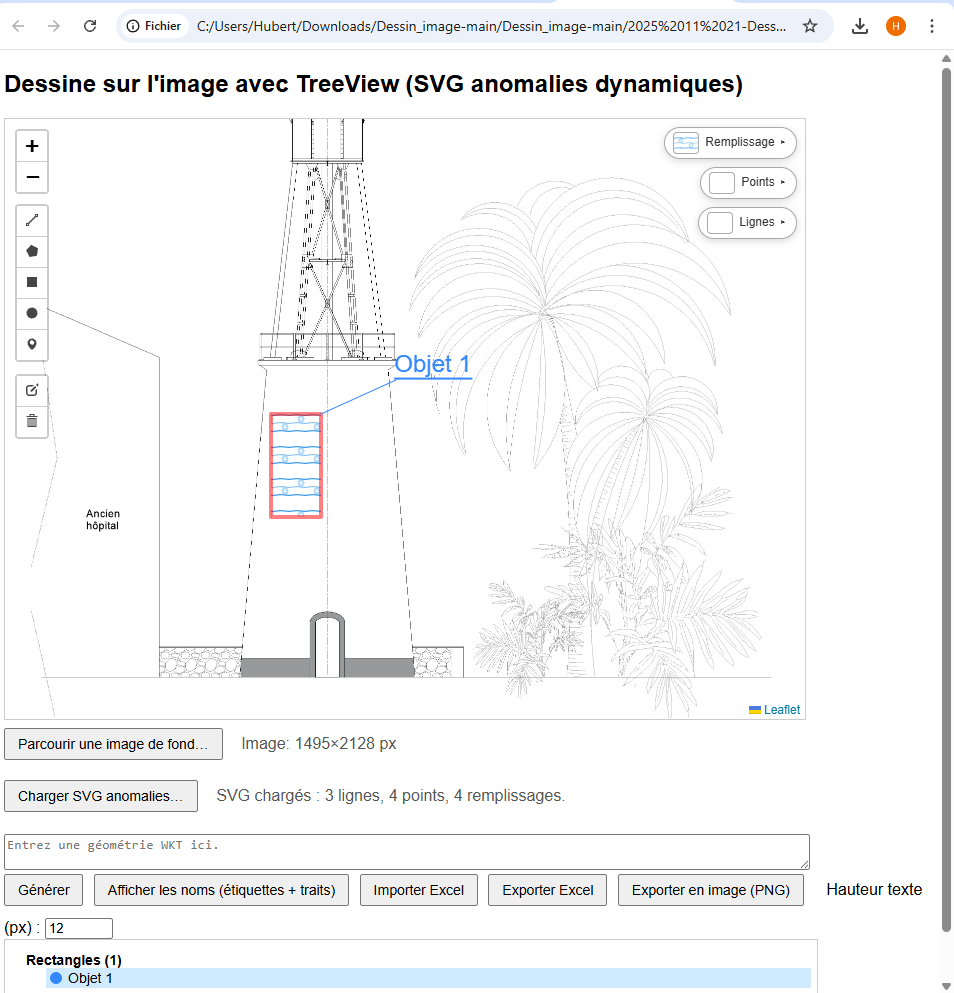 Fichier
C:/Users/Hubert/Downloads/Dessin_image-main/Dessin_image-main/2025%2011%2021-Dess...
H
Dessine sur l'image avec TreeView (SVG anomalies dynamiques)
+
−
Remplissage ▸
Points ▸
Lignes ▸
Objet 1
Ancien
hôpital
Leaflet
Parcourir une image de fond…
Image: 1495×2128 px
Charger SVG anomalies…
SVG chargés : 3 lignes, 4 points, 4 remplissages.
Entrez une géométrie WKT ici.
Générer
Afficher les noms (étiquettes + traits)
Importer Excel
Exporter Excel
Exporter en image (PNG)
Hauteur texte
(px) : 12
Rectangles (1)
Objet 1